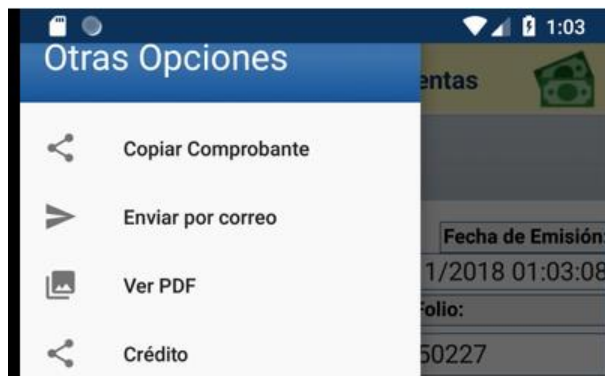 1:03
Otras Opciones
entas
Copiar Comprobante
Enviar por correo
Fecha de Emisión:
Ver PDF
1/2018 01:03:08
Folio:
Crédito
50227